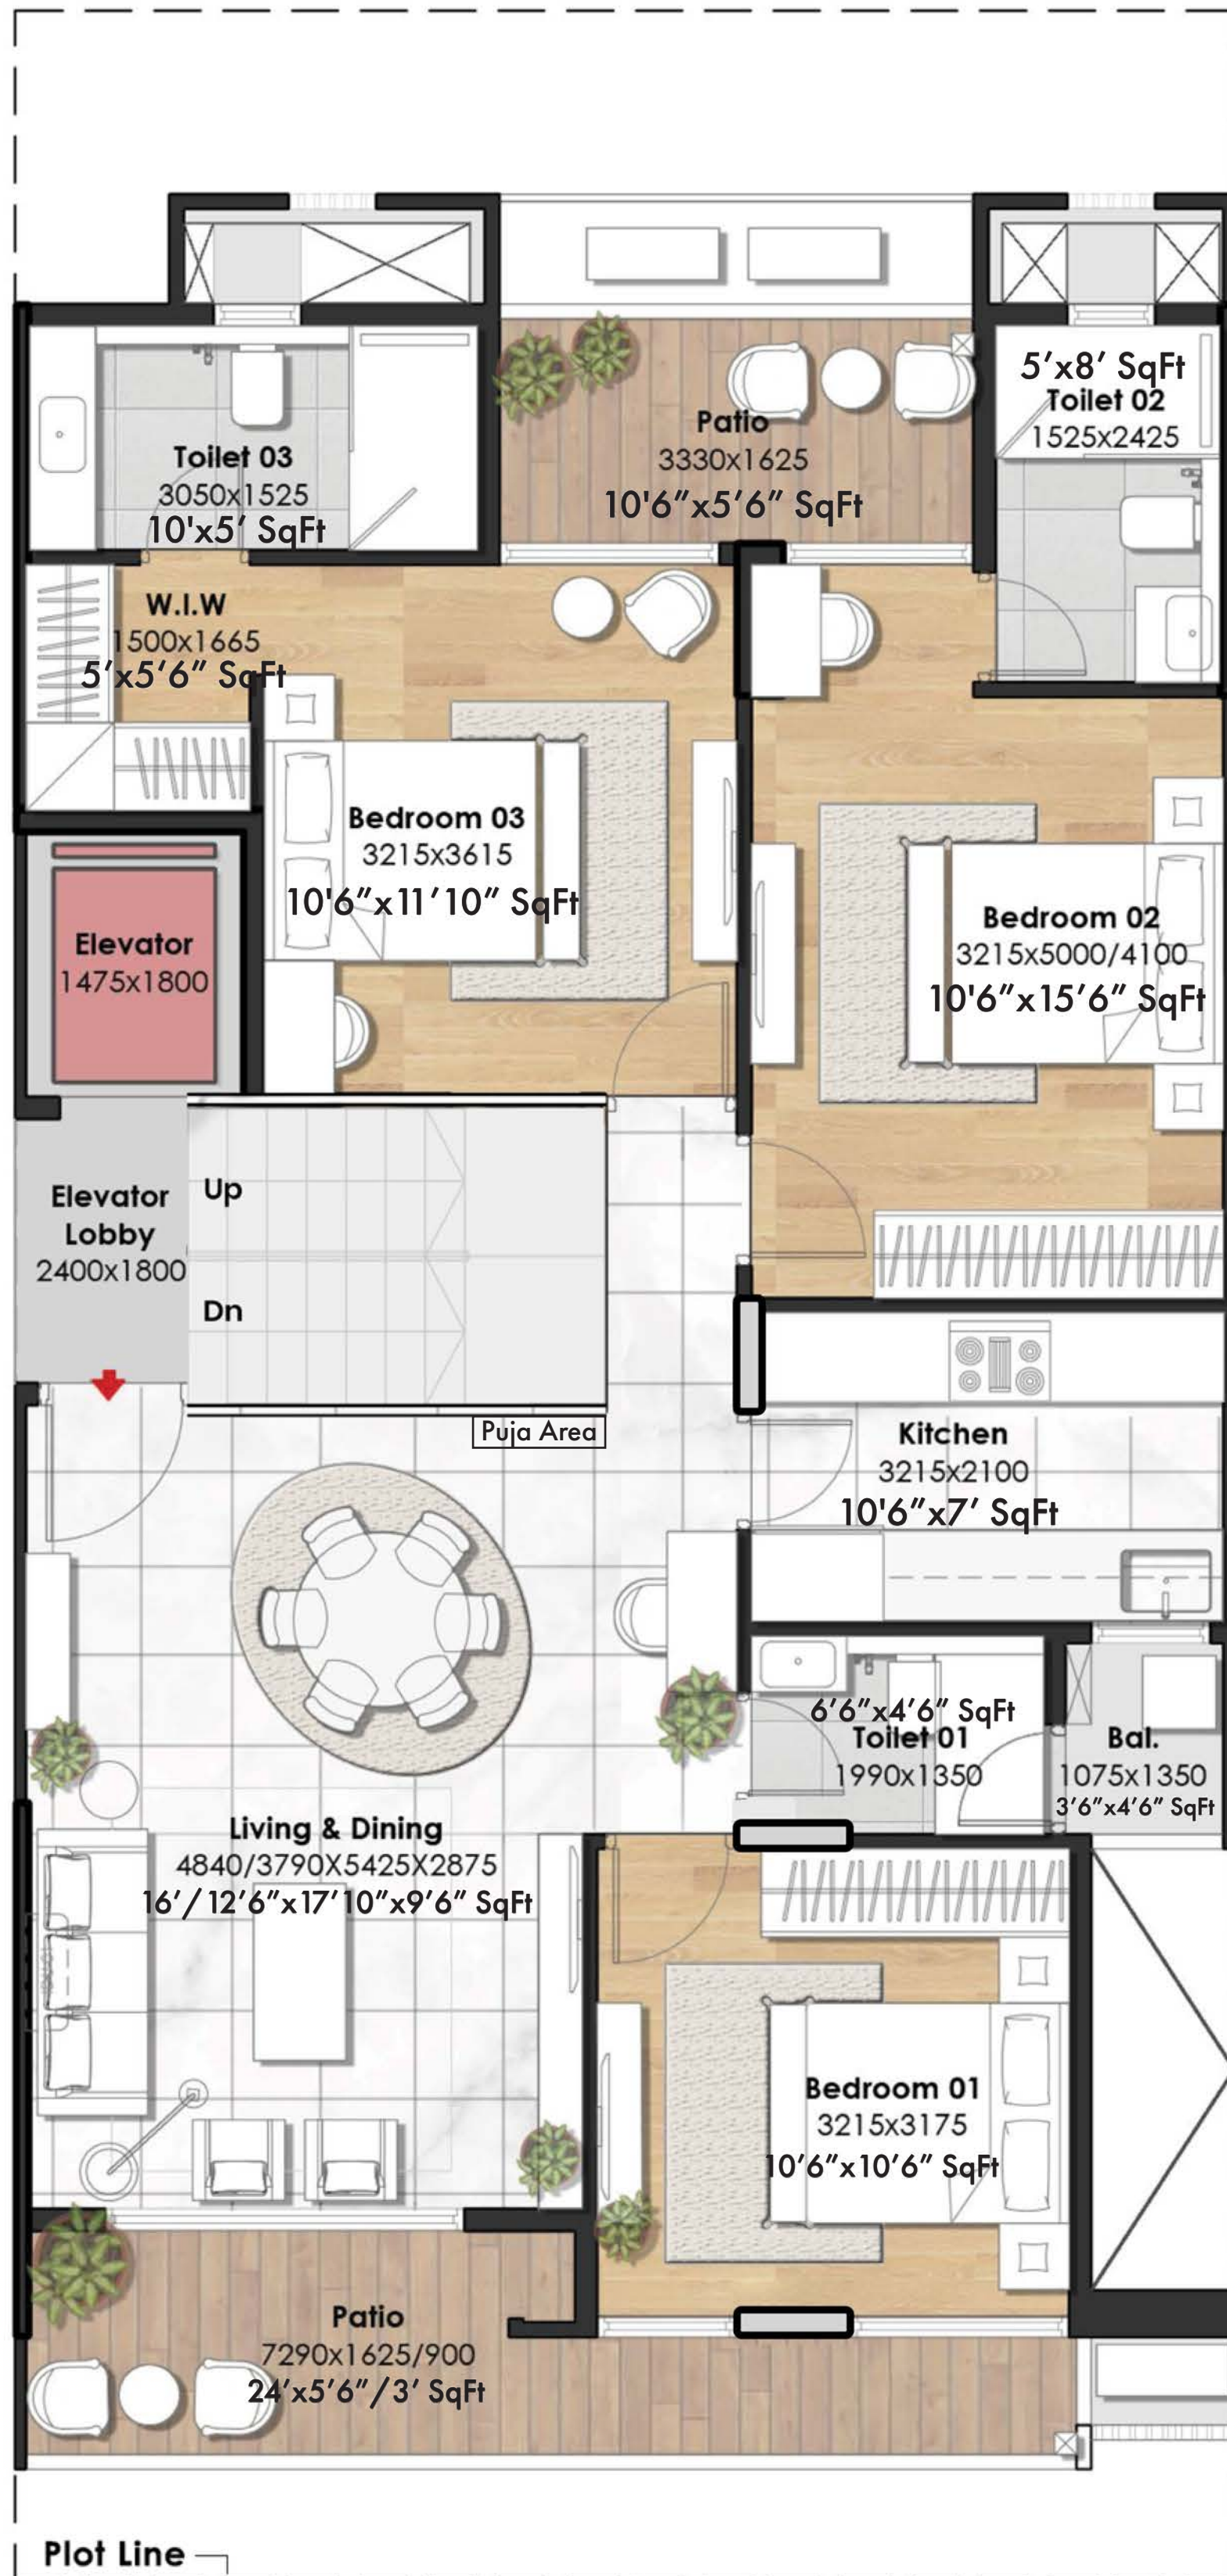 5'x8' SqFt
Toilet 02
1525x2425
Patio
3330x1625
10'6"x5'6" SqFt
Toilet 03
3050x1525
10'x5' SqFt
W.I.W
1500x1665
5'x5'6" SqFt
Bedroom 03
3215x3615
10'6"x11'10" SqFt
Bedroom 02
3215x5000/4100
10'6"x15'6" SqFt
Elevator
1475x1800
Elevator
Lobby
2400x1800
Up
Dn
Puja Area
Kitchen
3215x2100
10'6"x7' SqFt
6'6"x4'6" SqFt
Toilet 01
1990x1350
Bal.
1075x1350
3'6"x4'6" SqFt
Living & Dining
4840/3790X5425X2875
16'/12'6"x17'10"x9'6" SqFt
Bedroom 01
3215x3175
10'6"x10'6" SqFt
Patio
7290x1625/900
24'x5'6"/3' SqFt
Plot Line